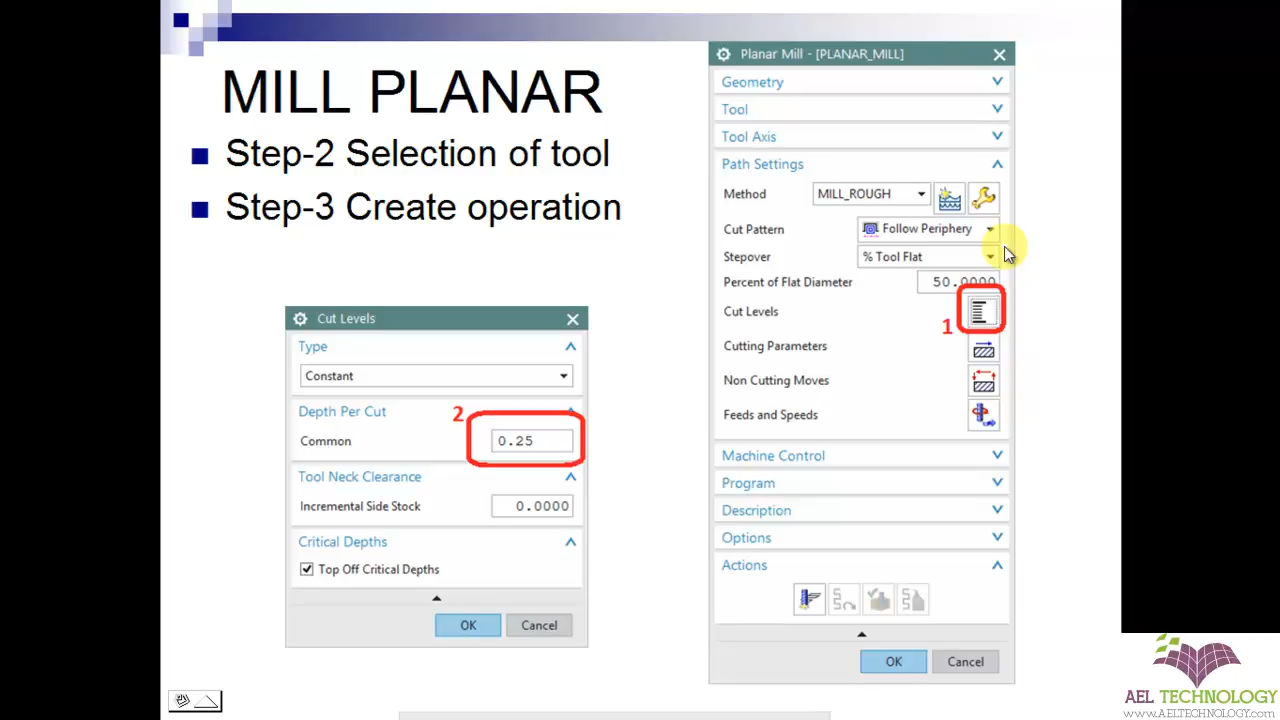 MILL PLANAR
Step-2 Selection of tool
Step-3 Create operation
Cut Levels
Type
Constant
Depth Per Cut
2
Common
0.25
Tool Neck Clearance
Incremental Side Stock
0.0000
Critical Depths
Top Off Critical Depths
OK
Cancel
Planar Mill - [PLANAR_MILL]
Geometry
Tool
Tool Axis
Path Settings
Method
MILL_ROUGH
Cut Pattern
Follow Periphery
Stepover
% Tool Flat
Percent of Flat Diameter
50.0000
Cut Levels
1
Cutting Parameters
Non Cutting Moves
Feeds and Speeds
Machine Control
Program
Description
Options
Actions
OK
Cancel
AEL TECHNOLOGY
www.AELTECHNOLOGY.com